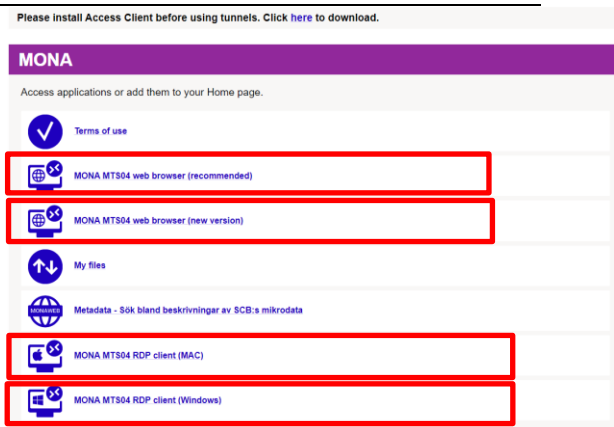 Please install Access Client before using tunnels. Click here to download.
MONA
Access applications or add them to your Home page.
Terms of use
MONA MTS04 web browser (recommended)
MONA MTS04 web browser (new version)
My files
MONAWEB
Metadata - Sök bland beskrivningar av SCB:s mikrodata
MONA MTS04 RDP client (MAC)
MONA MTS04 RDP client (Windows)